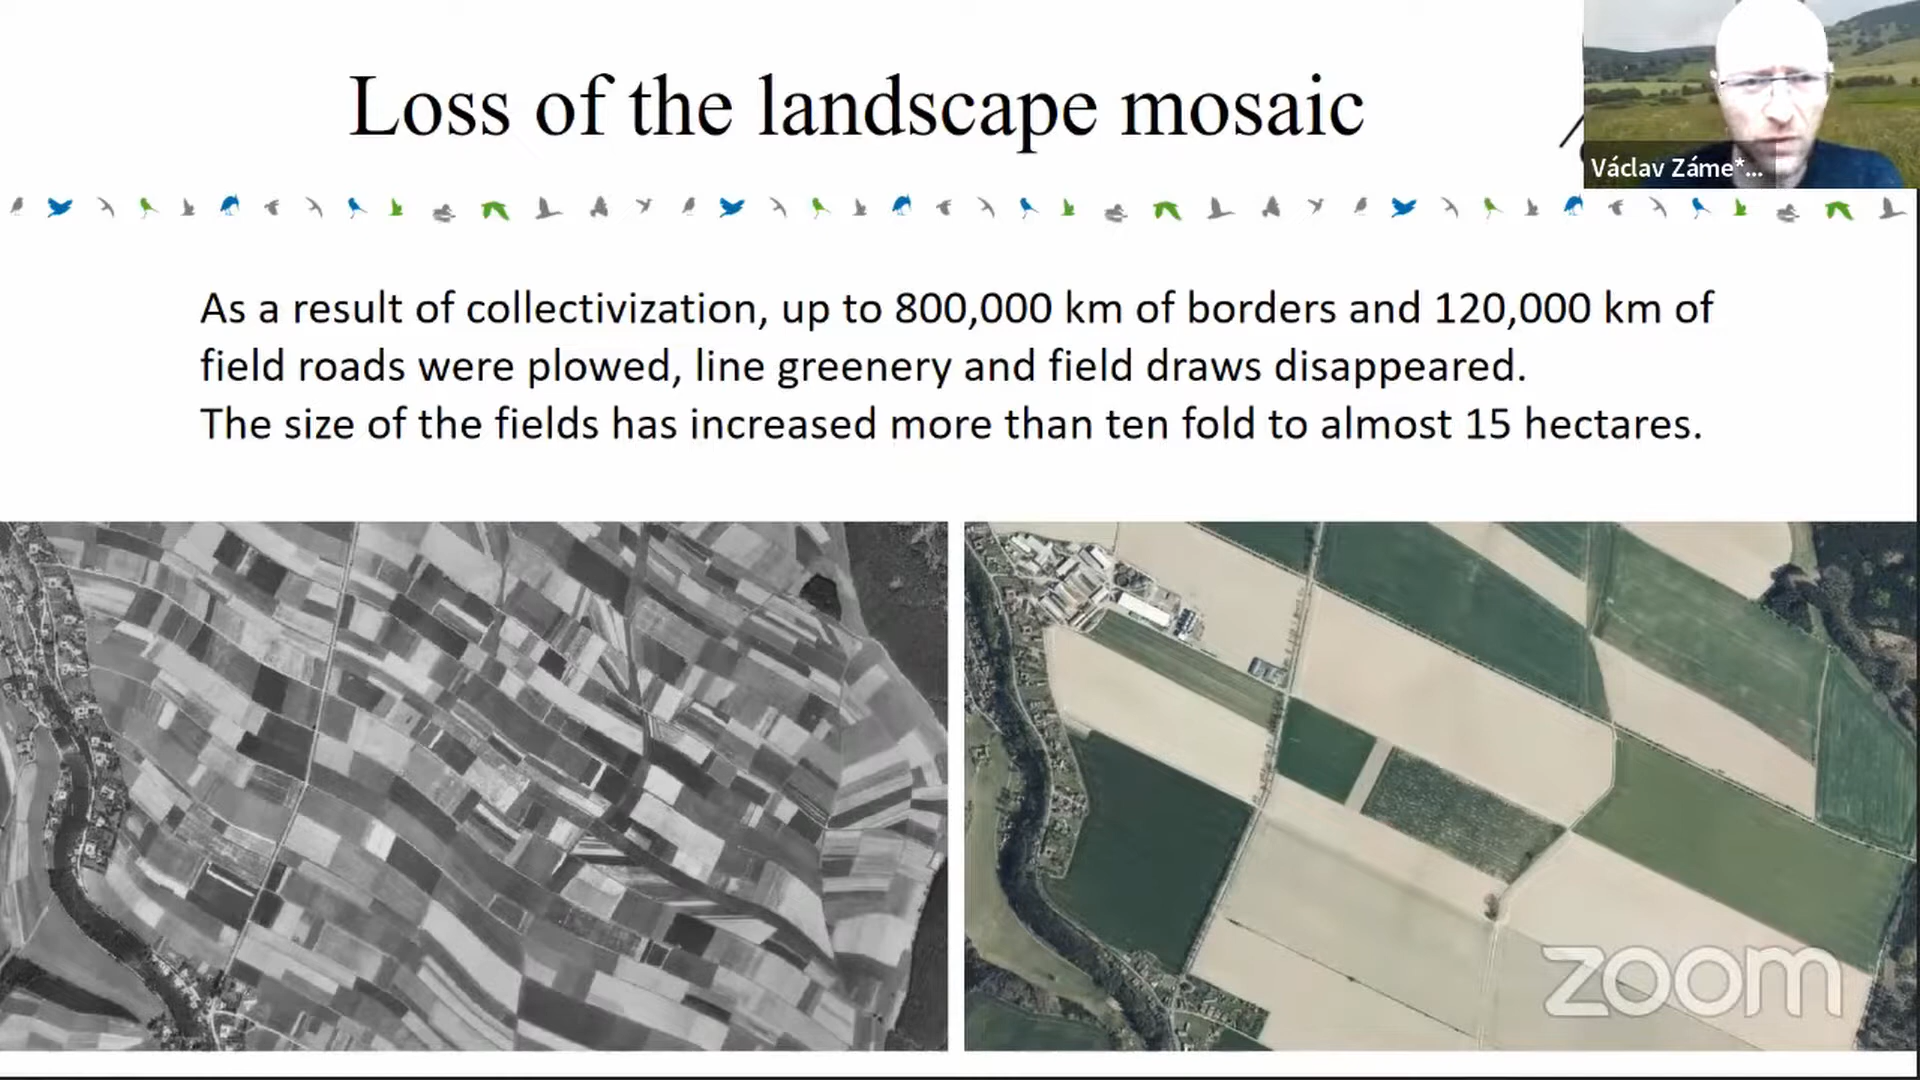 Loss of the landscape mosaic
Václav Záme*...
As a result of collectivization, up to 800,000 km of borders and 120,000 km of
field roads were plowed, line greenery and field draws disappeared.
The size of the fields has increased more than ten fold to almost 15 hectares.
zoom